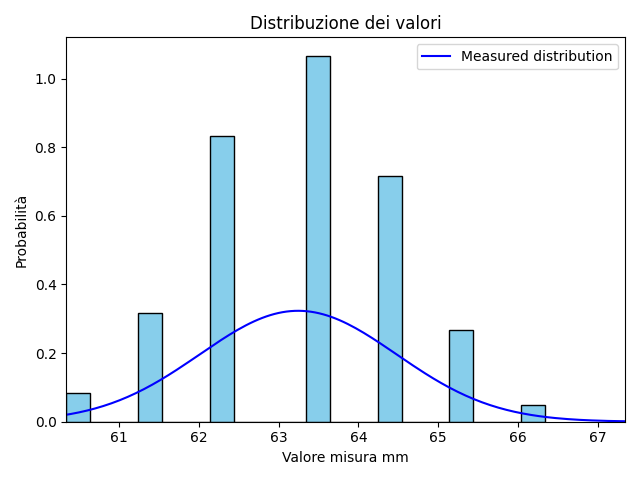 Distribuzione dei valori
Measured distribution
Probabilità
1.0
0.8
0.6
0.4
0.2
0.0
61 62 63 64 65 66 67
Valore misura mm